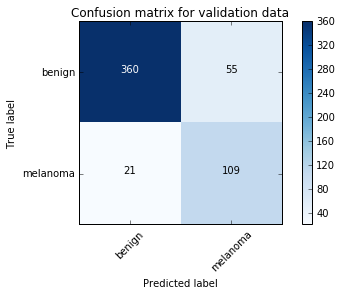 Confusion matrix for validation data
True label
benign
melanoma
360
55
21
109
benign
melanoma
Predicted label
360
320
280
240
200
160
120
80
40